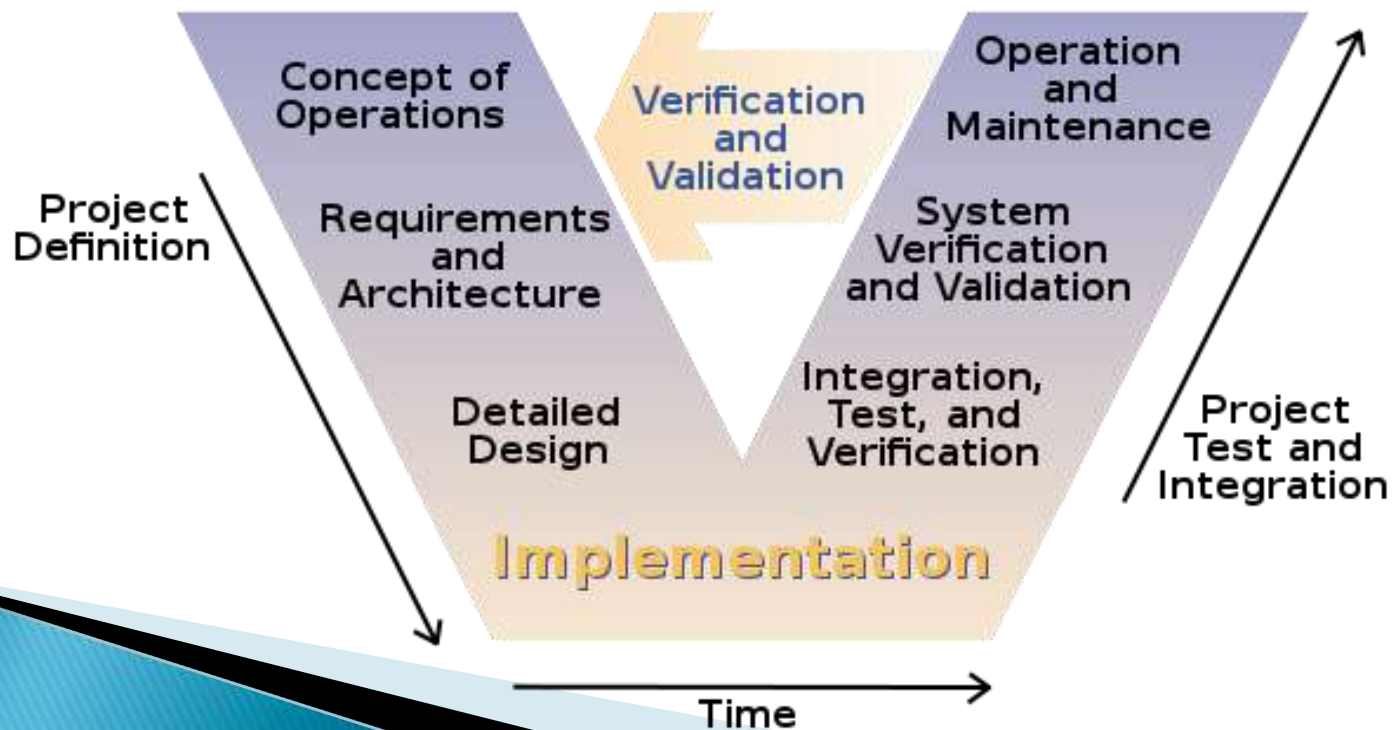 Concept of
Operations
Verification
and
Validation
Operation
and
Maintenance
Project
Definition
Requirements
and
Architecture
System
Verification
and Validation
Detailed
Design
Integration,
Test, and
Verification
Project
Test and
Integration
Implementation
Time